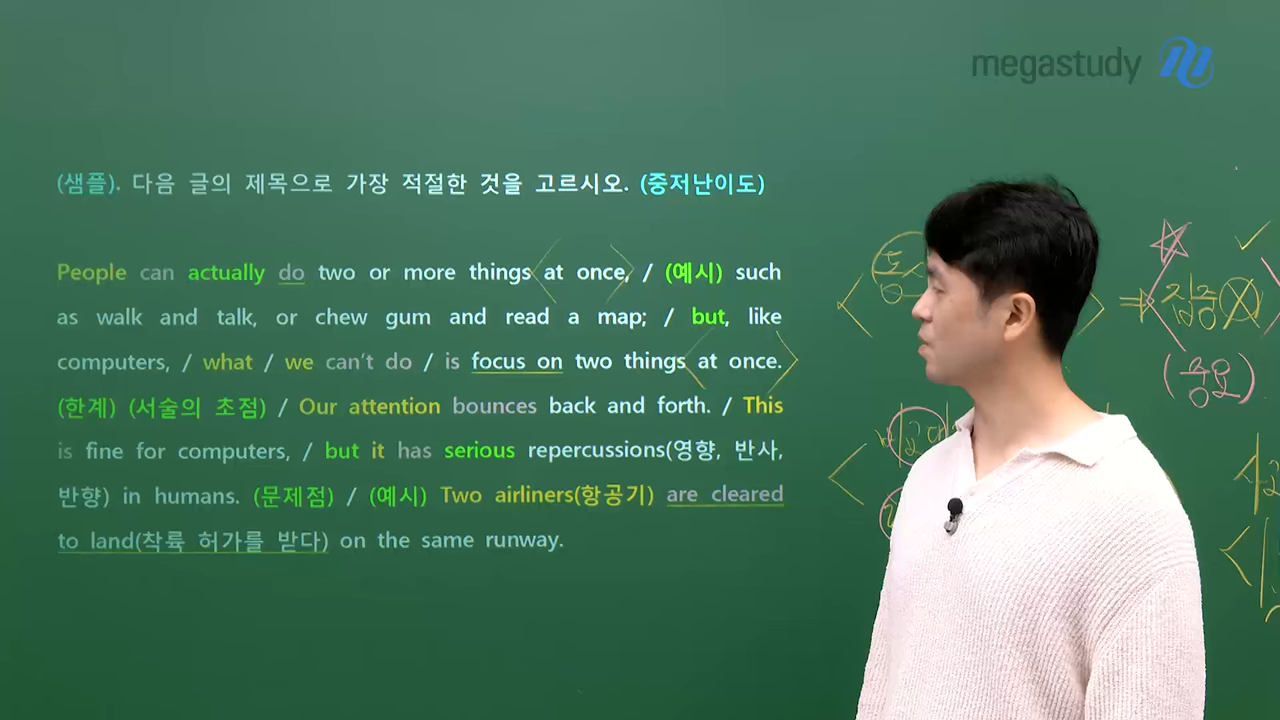 megastudy
(샘플). 다음 글의 제목으로 가장 적절한 것을 고르시오. (중저난이도)
People can actually do two or more things at once, / (예시) such
as walk and talk, or chew gum and read a map; / but, like
computers, / what / we can't do / is focus on two things at once.
(한계) (서술의 초점) / Our attention bounces back and forth. / This
is fine for computers, / but it has serious repercussions(영향, 반사,
반향) in humans. (문제점) / (예시) Two airliners(항공기) are cleared
to land(착륙 허가를 받다) on the same runway.
집중
(중요)